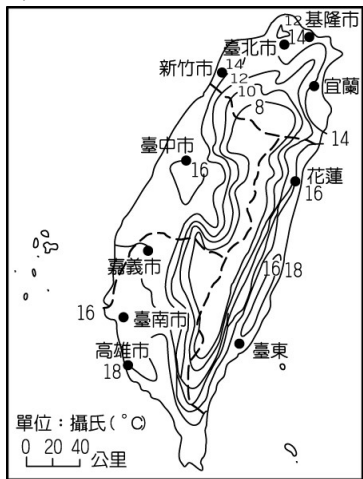 12
基隆市
臺北市
14
新竹市
14
12
10
8
宜蘭
14
臺中市
16
花蓮
16
嘉義市
16
18
16
臺南市
高雄市
18
臺東
單位：攝氏(°C)
0 20 40
公里